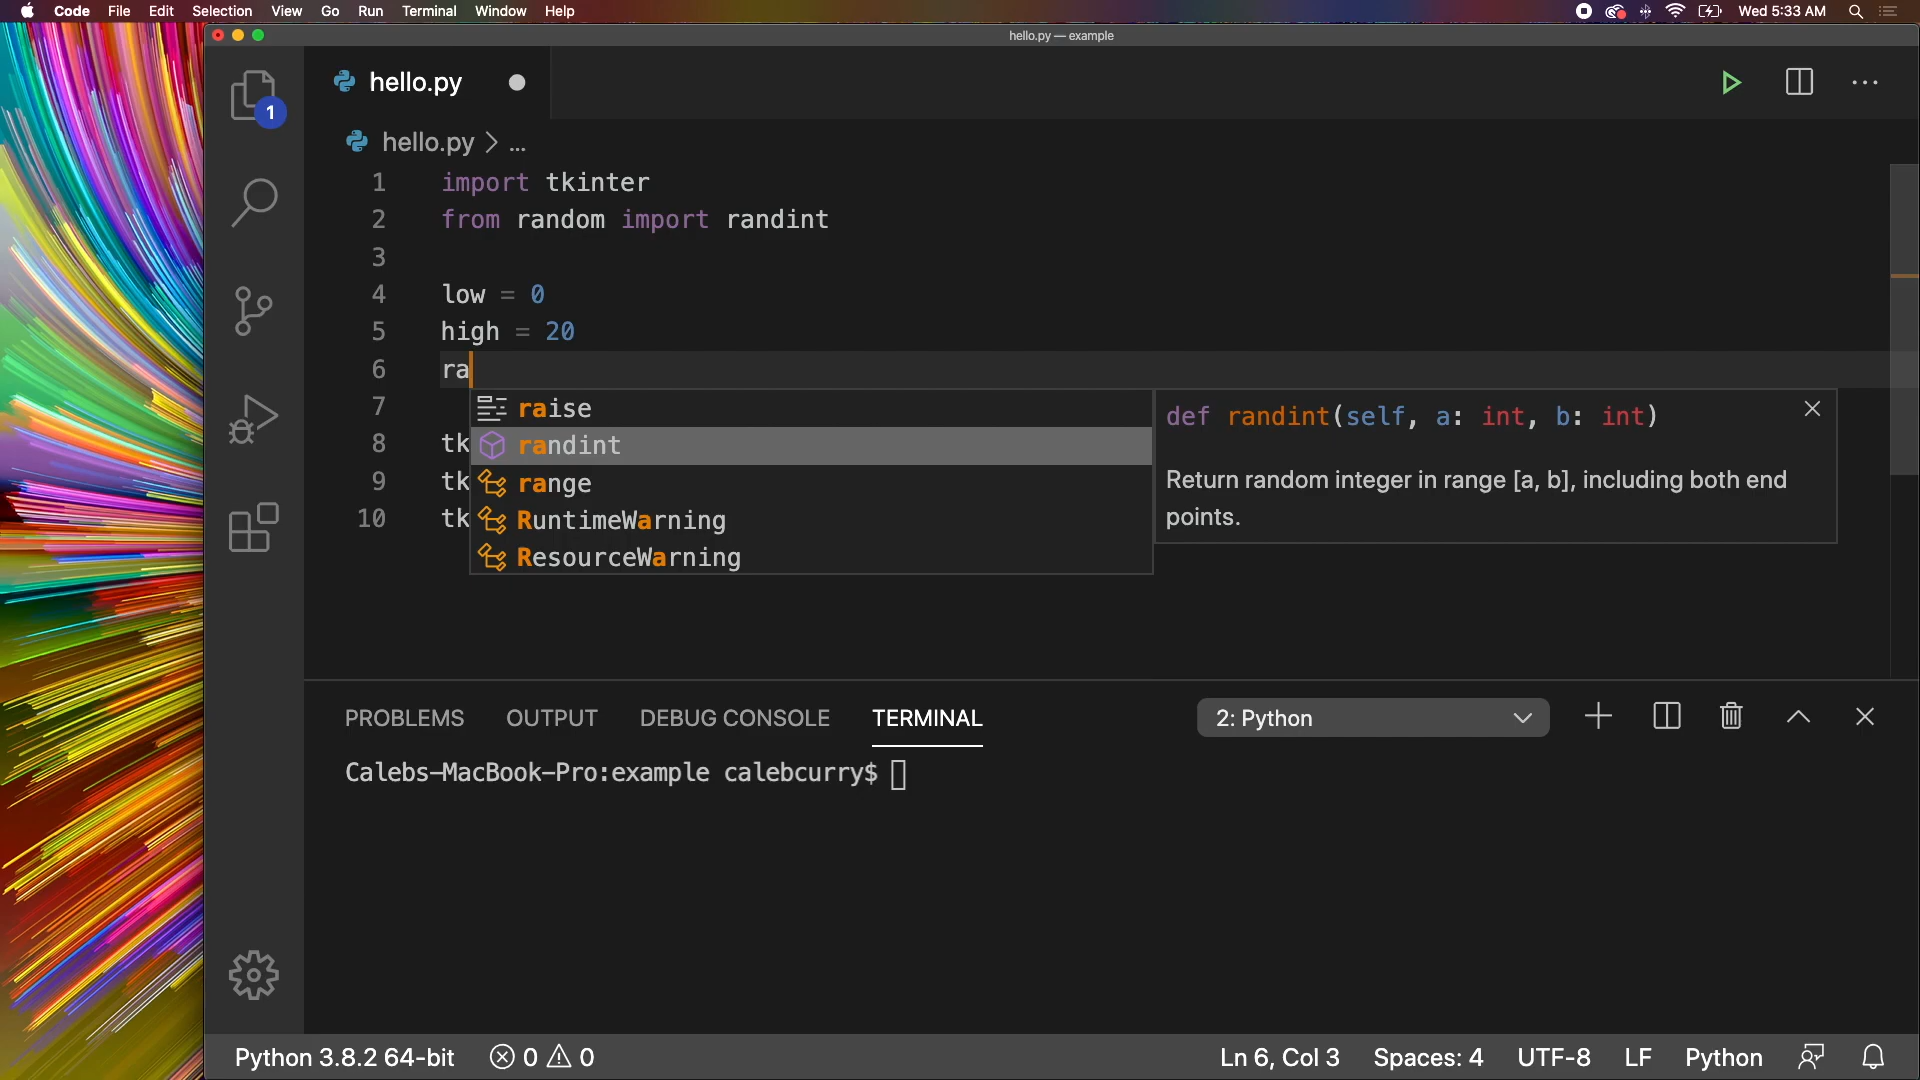 Code File Edit Selection View Go Run Terminal Window Help Wed 5:33 AM
hello.py — example
hello.py
1
hello.py > ...
1 import tkinter
2 from random import randint
3
4 low = 0
5 high = 20
6 ra
7
8 tk
9 tk
10 tk
raise
randint
range
RuntimeWarning
ResourceWarning
def randint(self, a: int, b: int)
Return random integer in range [a, b], including both end
points.
PROBLEMS OUTPUT DEBUG CONSOLE TERMINAL 2: Python
Calebs-MacBook-Pro:example calebcurry$
Python 3.8.2 64-bit 0 0 Ln 6, Col 3 Spaces: 4 UTF-8 LF Python